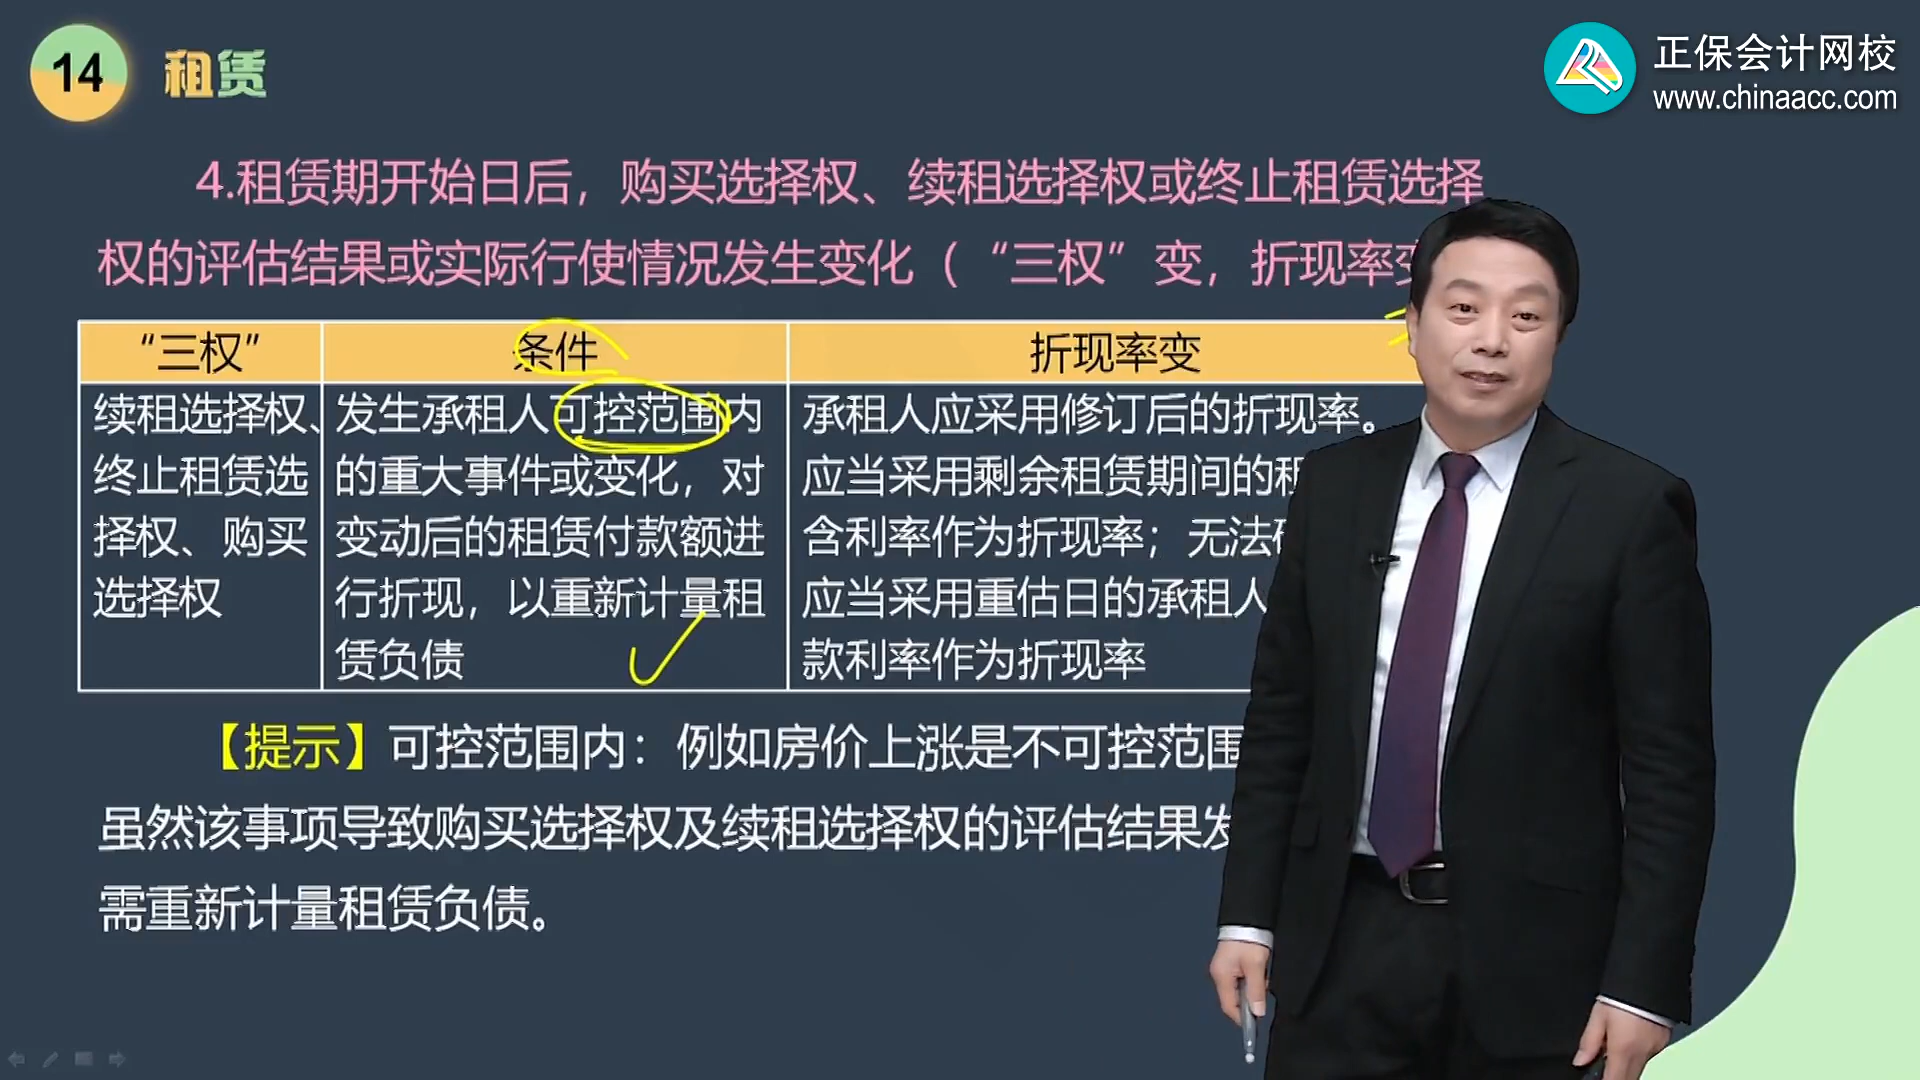 14 租赁
正保会计网校
www.chinaacc.com
4.租赁期开始日后，购买选择权、续租选择权或终止租赁选择
权的评估结果或实际行使情况发生变化（“三权”变，折现率变
“三权” 条件 折现率变
续租选择权、 发生承租人可控范围内 承租人应采用修订后的折现率。
终止租赁选 的重大事件或变化，对 应当采用剩余租赁期间的租
择权、购买 变动后的租赁付款额进 含利率作为折现率；无法
选择权 行折现，以重新计量租 应当采用重估日的承租人
赁负债 款利率作为折现率
【提示】可控范围内：例如房价上涨是不可控范围
虽然该事项导致购买选择权及续租选择权的评估结果发
需重新计量租赁负债。